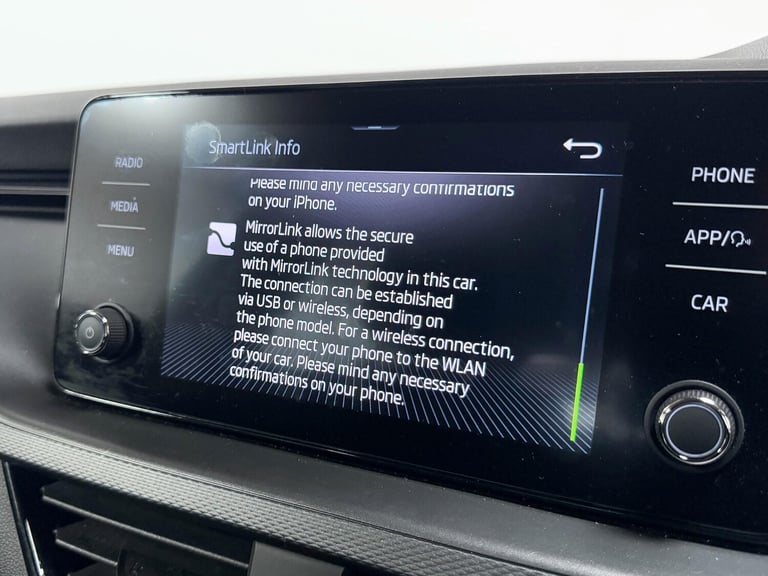 SmartLink Info
RADIO
MEDIA
MENU
Please mind any necessary confirmations
on your iPhone.
MirrorLink allows the secure
use of a phone provided
with MirrorLink technology in this car.
The connection can be established
via USB or wireless, depending on
the phone model. For a wireless connection,
please connect your phone to the WLAN
of your car. Please mind any necessary
confirmations on your phone.
PHONE
APP/
CAR